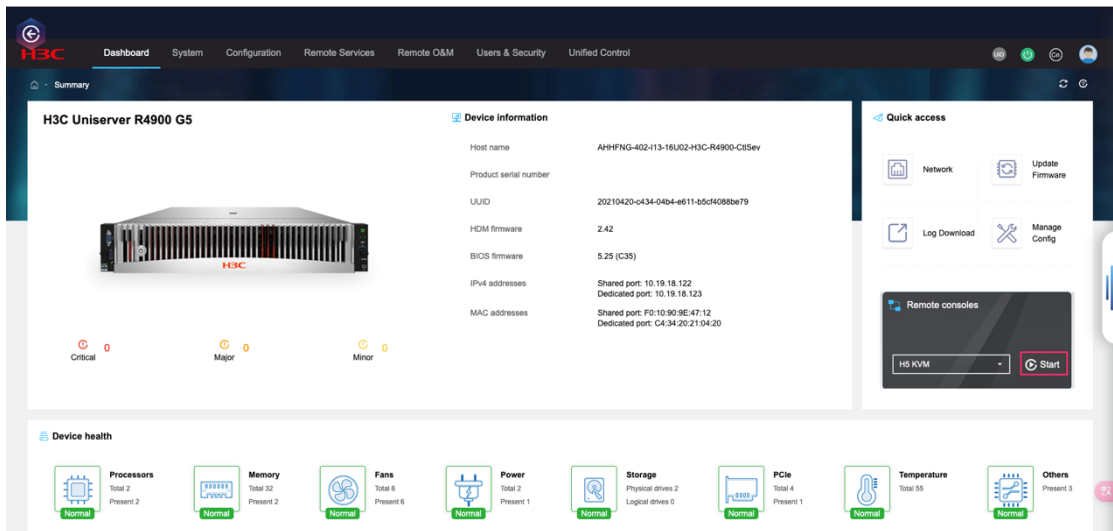 H3C
Dashboard System Configuration Remote Services Remote O&M Users & Security Unified Control
UID
Cn
Summary
H3C Uniserver R4900 G5
H3C
Critical 0
Major 0
Minor 0
Device information
Host name AHHFNG-402-I13-16U02-H3C-R4900-CtlSev
Product serial number
UUID 20210420-c434-04b4-e611-b5cf4088be79
HDM firmware 2.42
BIOS firmware 5.25 (C35)
IPv4 addresses Shared port: 10.19.18.122
Dedicated port: 10.19.18.123
MAC addresses Shared port: F0:10:90:9E:47:12
Dedicated port: C4:34:20:21:04:20
Quick access
Network
Update
Firmware
Log Download
Manage
Config
Remote consoles
H5 KVM
Start
Device health
Processors
Total 2
Present 2
Normal
Memory
Total 32
Present 2
Normal
Fans
Total 6
Present 6
Normal
Power
Total 2
Present 1
Normal
Storage
Physical drives 2
Logical drives 0
Normal
PCIe
Total 4
Present 1
Normal
Temperature
Total 55
Normal
Others
Present 3
Normal